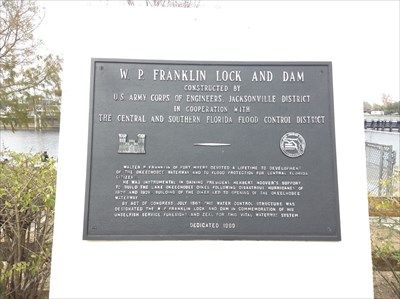 W. P. FRANKLIN LOCK AND DAM
CONSTRUCTED BY
U.S. ARMY CORPS OF ENGINEERS, JACKSONVILLE DISTRICT
IN COOPERATION WITH
THE CENTRAL AND SOUTHERN FLORIDA FLOOD CONTROL DISTRICT
WALTER P. FRANKLIN OF FORT MYERS DEVOTED A LIFETIME TO DEVELOPMENT
OF THE OKEECHOBEE WATERWAY AND TO FLOOD PROTECTION FOR CENTRAL FLORIDA
CITIZENS
HE WAS INSTRUMENTAL IN GAINING PRESIDENT HERBERT HOOVER'S SUPPORT
TO BUILD THE LAKE OKEECHOBEE DIKES FOLLOWING DISASTROUS HURRICANES OF
1926 AND 1928. BUILDING OF THE DIKES LED TO OPENING OF THE OKEECHOBEE
WATERWAY
BY ACT OF CONGRESS, JULY 1967 THIS WATER CONTROL STRUCTURE WAS
DESIGNATED THE W P FRANKLIN LOCK AND DAM IN COMMEMORATION OF HIS
UNSELFISH SERVICE FORESIGHT AND ZEAL FOR THIS VITAL WATERWAY SYSTEM
DEDICATED